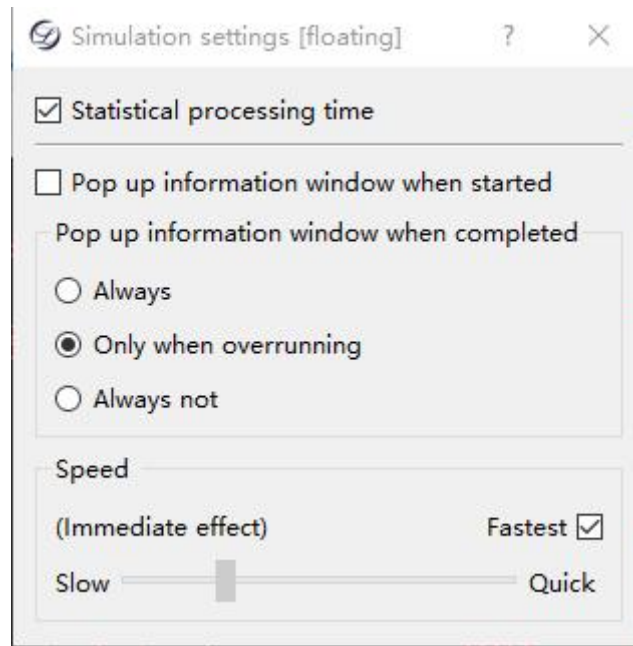 Simulation settings [floating]
Statistical processing time
Pop up information window when started
Pop up information window when completed
Always
Only when overrunning
Always not
Speed
(Immediate effect) Fastest
Slow Quick